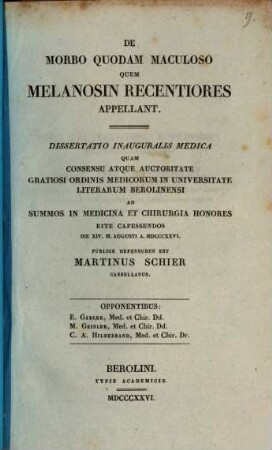 9.
DE
MORBO QUODAM MACULOSO
QUEM
MELANOSIN RECENTIORES
APPELLANT.
DISSERTATIO INAUGURALIS MEDICA
QUAM
CONSENSU ATQUE AUCTORITATE
GRATIOSI ORDINIS MEDICORUM IN UNIVERSITATE
LITERARUM BEROLINENSI
AD
SUMMOS IN MEDICINA ET CHIRURGIA HONORES
RITE CAPESSENDOS
DIE XIV. M. AUGUSTI A. MDCCCXXVI.
PUBLICE DEFENSURUS EST
MARTINUS SCHIER
CASSELLANUS.
OPPONENTIBUS:
E. GABLER, Med. et Chir. Dd.
M. GEISLER, Med. et Chir. Dd.
C. A. HILDEBRAND, Med. et Chir. Dr.
BEROLINI.
TYPIS ACADEMICIS.
MDCCCXXVI.